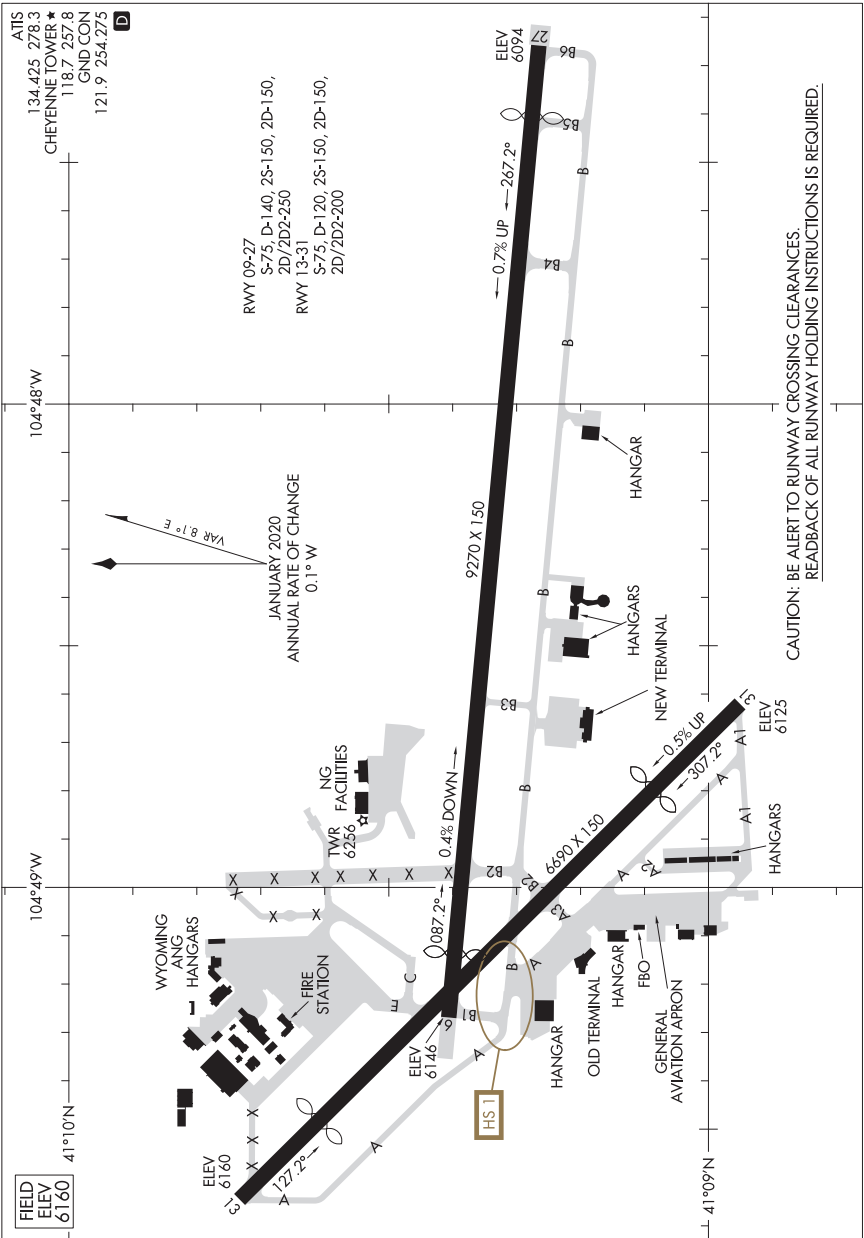 ATIS
134.425 278.3
CHEYENNE TOWER ★
118.7 257.8
GND CON
121.9 254.275
D
FIELD
ELEV
6160
104°49'W
104°48'W
41°10'N
41°09'N
JANUARY 2020
ANNUAL RATE OF CHANGE
0.1° W
VAR 8.1° E
RWY 09-27
S-75, D-140, 2S-150, 2D-150,
2D/2D2-250
RWY 13-31
S-75, D-120, 2S-150, 2D-150,
2D/2D2-200
WYOMING
ANG
HANGARS
FIRE
STATION
TWR
6256
NG
FACILITIES
X
X
X
X
X
X
X
X
X
X
X
X
X
13
ELEV
6160
127.2°
A
A
A
E
C
ELEV
6146
9
B1
087.2°
0.4% DOWN
9270 X 150
0.7% UP
267.2°
ELEV
6094
27
B6
B5
B4
B3
B2
B2
B
B
B
B
B
HS 1
A
A3
A
A2
A
A1
A1
6690 X 150
0.5% UP
307.2°
31
ELEV
6125
HANGAR
OLD TERMINAL
HANGAR
FBO
GENERAL
AVIATION APRON
HANGARS
NEW TERMINAL
HANGARS
HANGAR
CAUTION: BE ALERT TO RUNWAY CROSSING CLEARANCES.
READBACK OF ALL RUNWAY HOLDING INSTRUCTIONS IS REQUIRED.